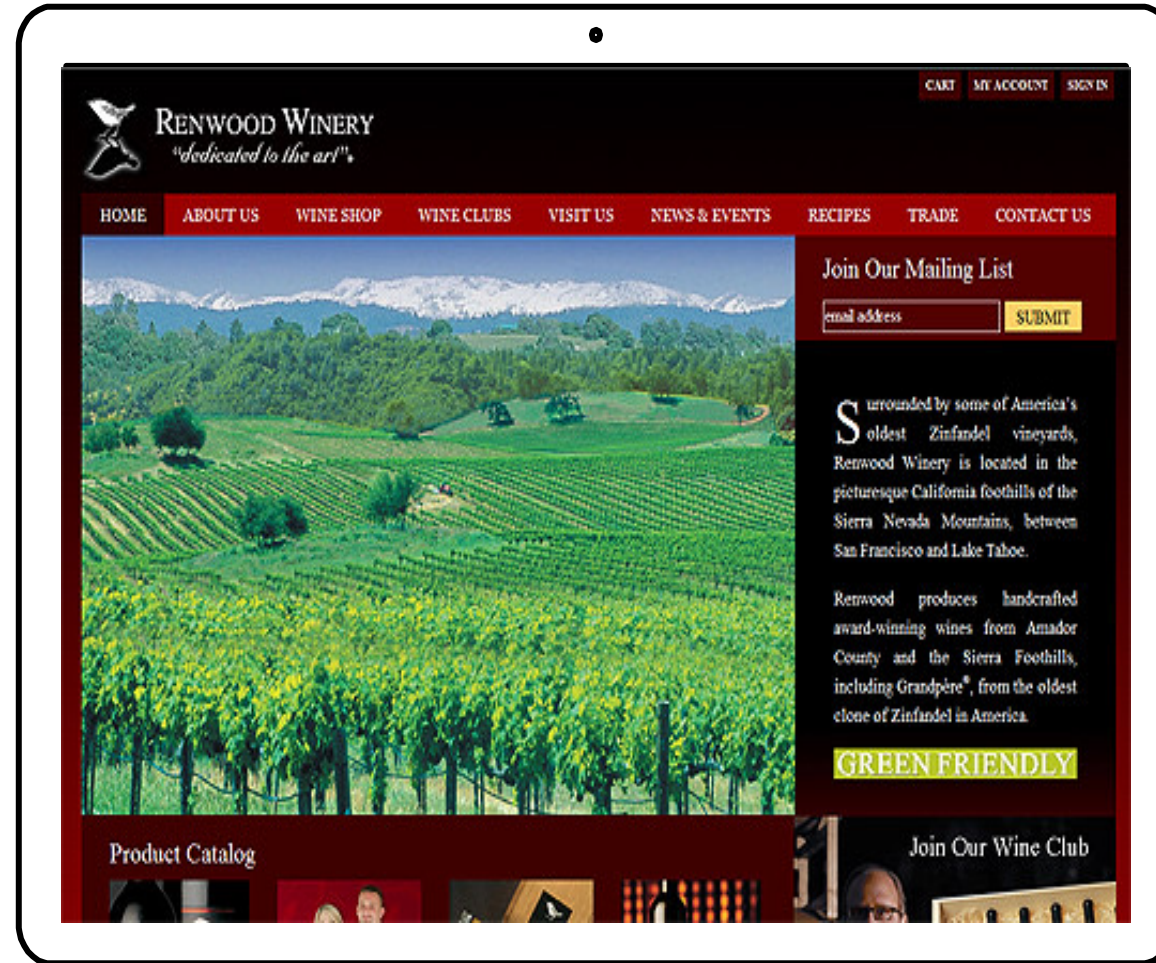 CART MY ACCOUNT SIGN IN
RENWOOD WINERY
"dedicated to the art"®
HOME ABOUT US WINE SHOP WINE CLUBS VISIT US NEWS & EVENTS RECIPES TRADE CONTACT US
Join Our Mailing List
email address SUBMIT
Surrounded by some of America's
oldest Zinfandel vineyards,
Renwood Winery is located in the
picturesque California foothills of the
Sierra Nevada Mountains, between
San Francisco and Lake Tahoe.
Renwood produces handcrafted
award-winning wines from Amador
County and the Sierra Foothills,
including Grandpère®, from the oldest
clone of Zinfandel in America.
GREEN FRIENDLY
Product Catalog
Join Our Wine Club